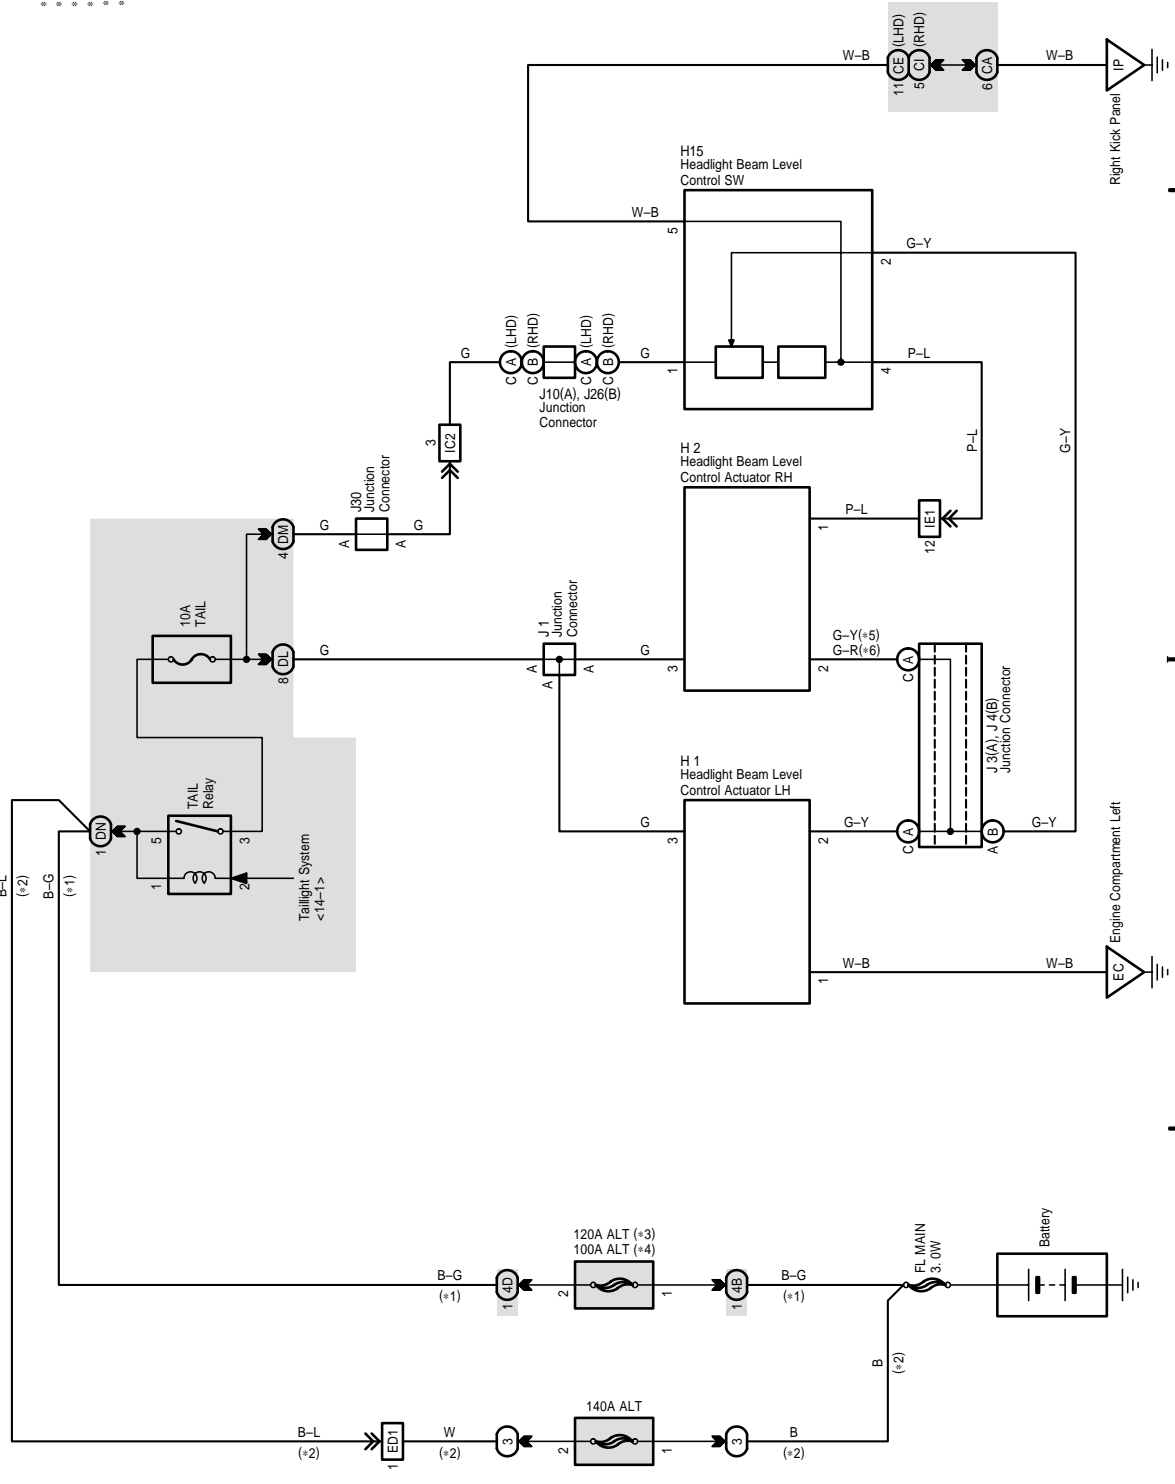 * * * * * *
W–B
11 CE (LHD)
5 CI (RHD)
6 CA
W–B
IP
Right Kick Panel
H15
Headlight Beam Level
Control SW
W–B
5
G–Y
2
1
G
P–L
4
G
C A (LHD)
C B (RHD)
C A (LHD)
C B (RHD)
J10(A), J26(B)
Junction
Connector
3
IC2
J30
Junction
Connector
G
A
A
G
4 DM
10A
TAIL
8 DL
G
J 1
Junction
Connector
A
A
A
G
3
H 2
Headlight Beam Level
Control Actuator RH
1
P–L
12
IE1
P–L
G–Y
G–Y(*5)
G–R(*6)
2
C A
J 3(A), J 4(B)
Junction Connector
H 1
Headlight Beam Level
Control Actuator LH
G
3
G–Y
2
C A
A B
G–Y
1
W–B
W–B
EC
Engine Compartment Left
1 DN
TAIL
Relay
5
3
1
2
Taillight System
<14–1>
B–L
(*2)
B–G
(*1)
B–G
(*1)
1 4D
120A ALT (*3)
100A ALT (*4)
2
1
1 4B
B–G
(*1)
FL MAIN
3. 0W
Battery
B
(*2)
B–L
(*2)
1
ED1
W
(*2)
3
140A ALT
2
1
3
B
(*2)